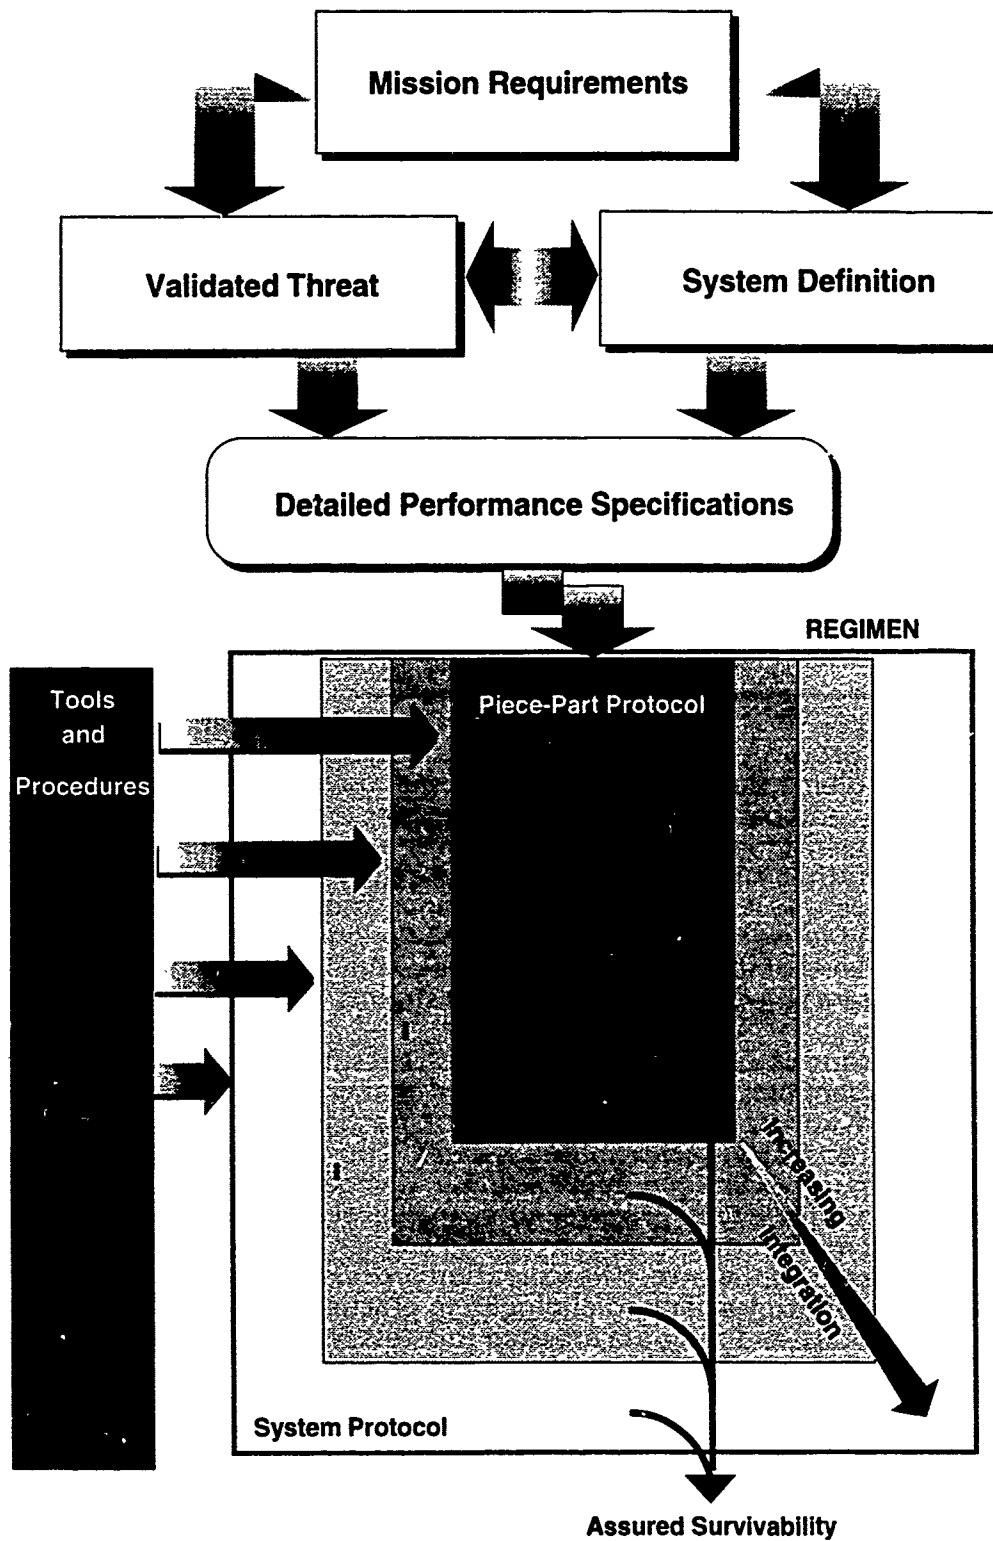 Mission Requirements
Validated Threat
System Definition
Detailed Performance Specifications
REGIMEN
Tools
and
Procedures
Piece-Part Protocol
Increasing
Integration
System Protocol
Assured Survivability